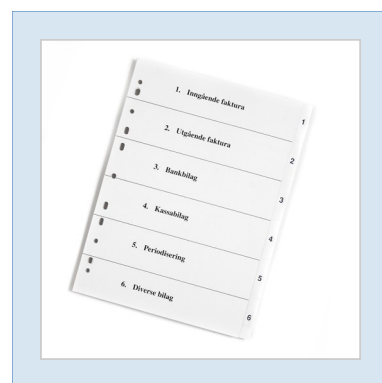 1. Inngående faktura 1
2. Utgående faktura 2
3. Bankbilag 3
4. Kassabilag 4
5. Periodisering 5
6. Diverse bilag 6